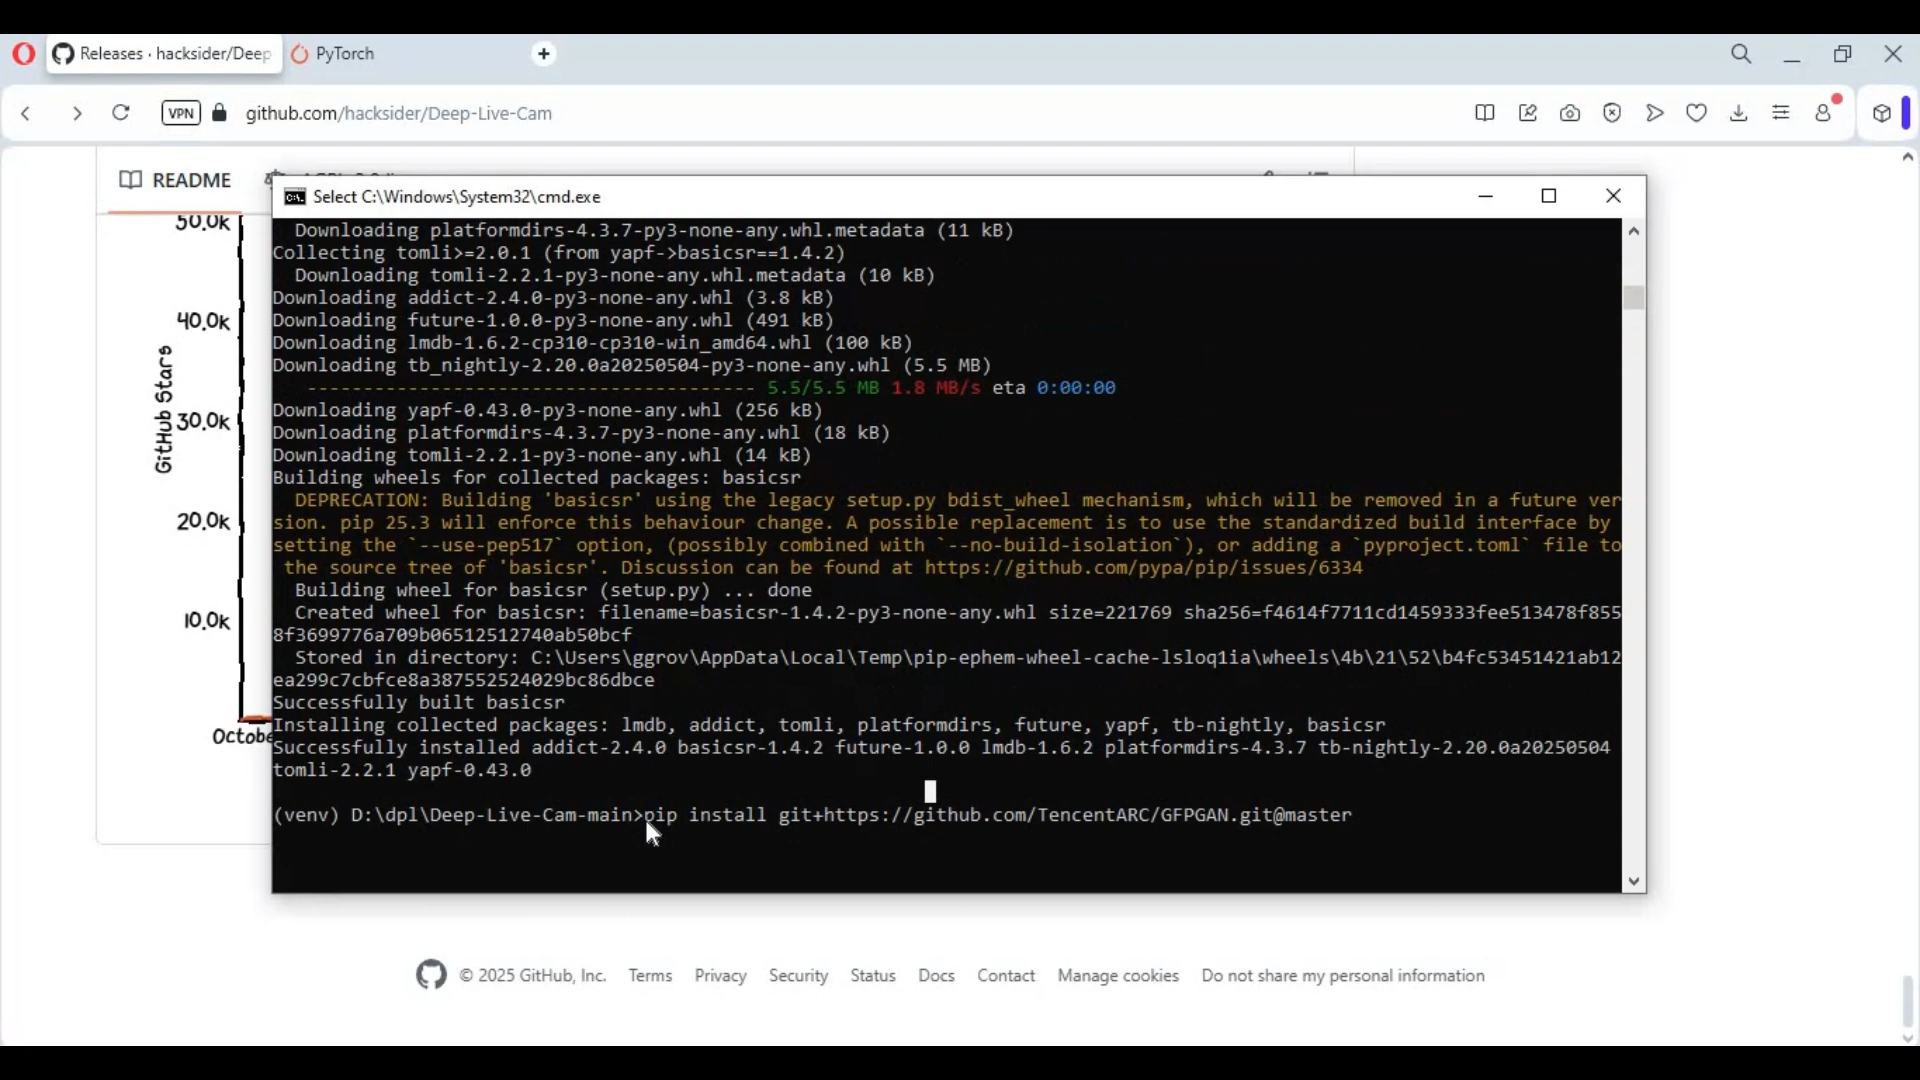 Releases · hacksider/Deep
PyTorch
VPN
github.com/hacksider/Deep-Live-Cam
README
Select C:\Windows\System32\cmd.exe
50.0k
40.0k
30.0k
20.0k
10.0k
GitHub Stars
Octobe
Downloading platformdirs-4.3.7-py3-none-any.whl.metadata (11 kB)
Collecting tomli>=2.0.1 (from yapf->basicsr==1.4.2)
Downloading tomli-2.2.1-py3-none-any.whl.metadata (10 kB)
Downloading addict-2.4.0-py3-none-any.whl (3.8 kB)
Downloading future-1.0.0-py3-none-any.whl (491 kB)
Downloading lmdb-1.6.2-cp310-cp310-win_amd64.whl (100 kB)
Downloading tb_nightly-2.20.0a20250504-py3-none-any.whl (5.5 MB)
---------------------------------------- 5.5/5.5 MB 1.8 MB/s eta 0:00:00
Downloading yapf-0.43.0-py3-none-any.whl (256 kB)
Downloading platformdirs-4.3.7-py3-none-any.whl (18 kB)
Downloading tomli-2.2.1-py3-none-any.whl (14 kB)
Building wheels for collected packages: basicsr
DEPRECATION: Building 'basicsr' using the legacy setup.py bdist_wheel mechanism, which will be removed in a future ver
sion. pip 25.3 will enforce this behaviour change. A possible replacement is to use the standardized build interface by
setting the `--use-pep517` option, (possibly combined with `--no-build-isolation`), or adding a `pyproject.toml` file to
the source tree of 'basicsr'. Discussion can be found at https://github.com/pypa/pip/issues/6334
Building wheel for basicsr (setup.py) ... done
Created wheel for basicsr: filename=basicsr-1.4.2-py3-none-any.whl size=221769 sha256=f4614f7711cd1459333fee513478f855
8f3699776a709b06512512740ab50bcf
Stored in directory: C:\Users\ggrov\AppData\Local\Temp\pip-ephem-wheel-cache-lsloq1ia\wheels\4b\21\52\b4fc53451421ab12
ea299c7cbfce8a387552524029bc86dbce
Successfully built basicsr
Installing collected packages: lmdb, addict, tomli, platformdirs, future, yapf, tb-nightly, basicsr
Successfully installed addict-2.4.0 basicsr-1.4.2 future-1.0.0 lmdb-1.6.2 platformdirs-4.3.7 tb-nightly-2.20.0a20250504
tomli-2.2.1 yapf-0.43.0
(venv) D:\dpl\Deep-Live-Cam-main>pip install git+https://github.com/TencentARC/GFPGAN.git@master
© 2025 GitHub, Inc. Terms Privacy Security Status Docs Contact Manage cookies Do not share my personal information